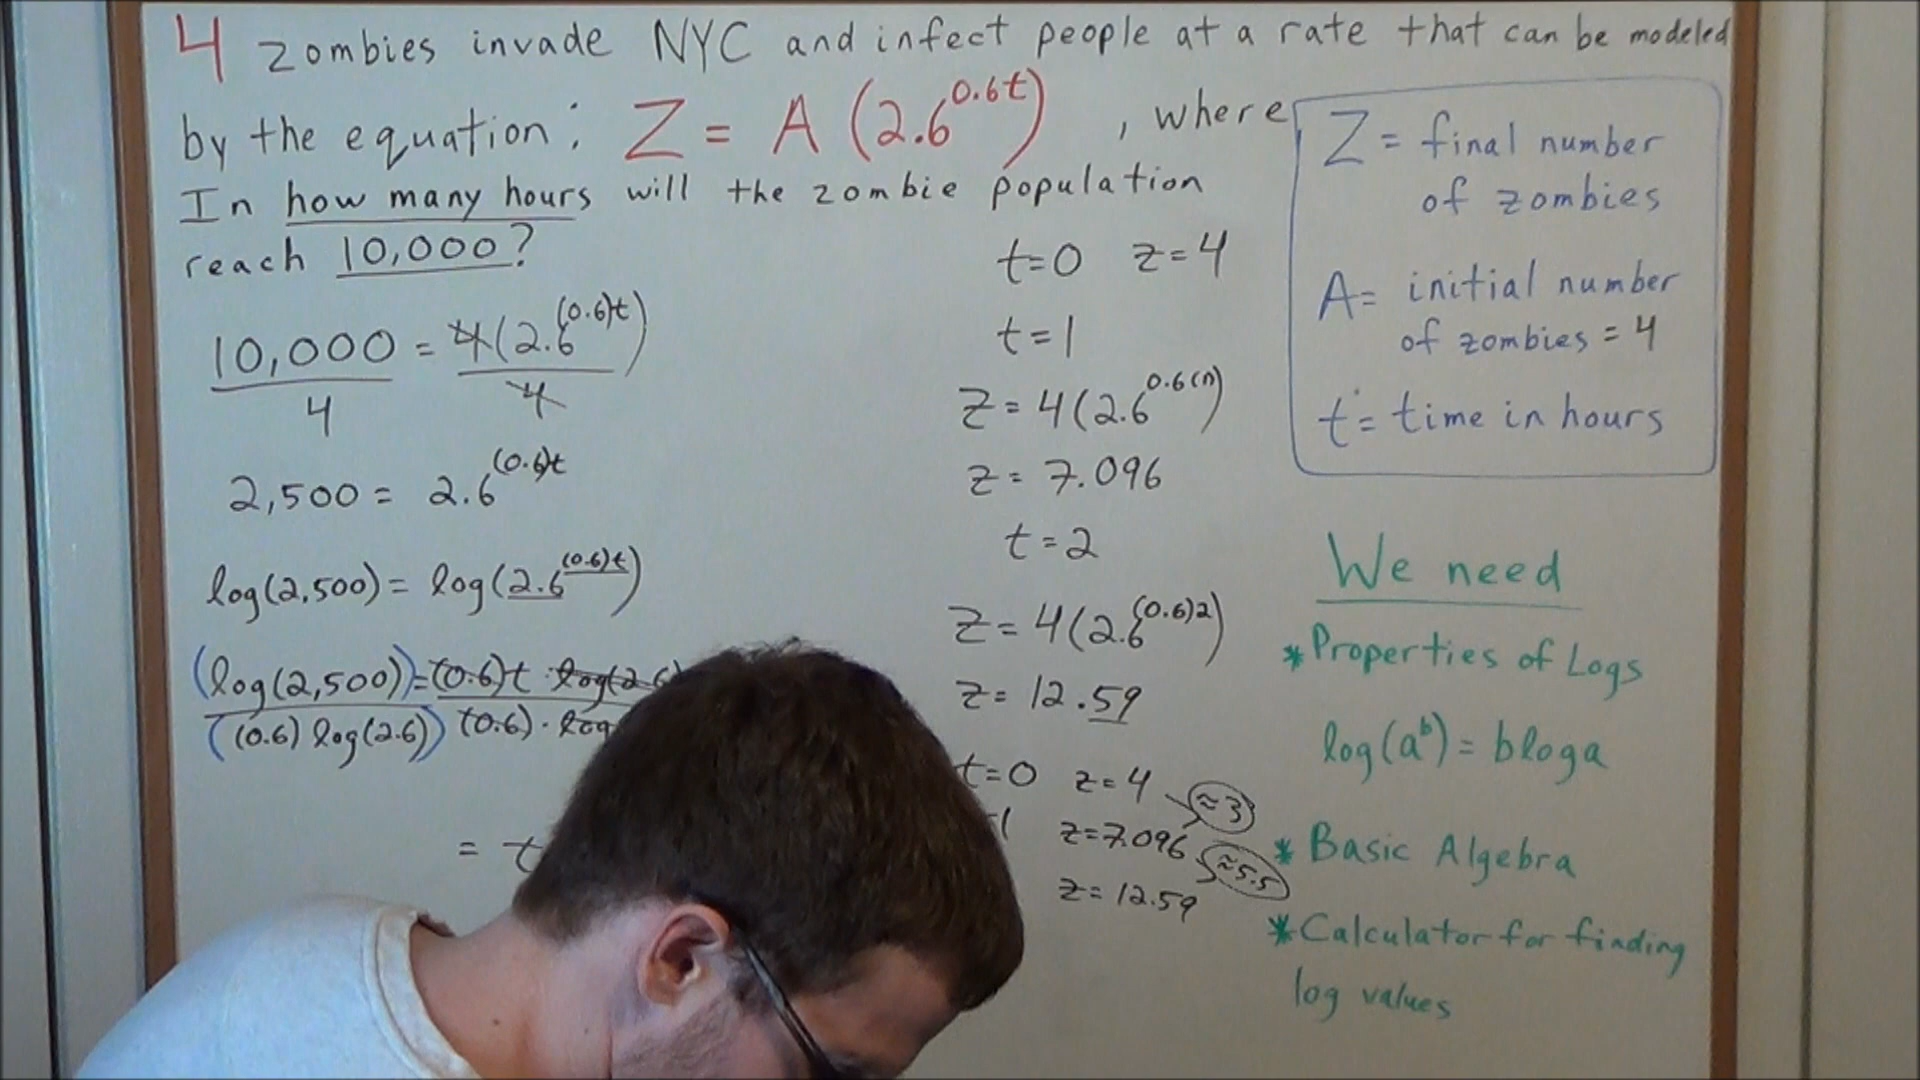 4 zombies invade NYC and infect people at a rate that can be modeled
by the equation: Z = A (2.6^0.6t) , where
In how many hours will the zombie population
reach 10,000?
10,000 = 4(2.6^(0.6)t)
4 4
2,500 = 2.6^(0.6)t
log(2,500) = log(2.6^(0.6)t)
(log(2,500)) = (0.6)t · log(2.6)
((0.6) log(2.6)) (0.6) · log
= t
t=0 z=4
t=1
Z = 4(2.6^0.6(1))
z = 7.096
t=2
Z = 4(2.6^(0.6)2)
z = 12.59
t=0 z=4 ≈3
1 z=7.096 ≈5.5
z = 12.59
Z = final number
of zombies
A = initial number
of zombies = 4
t = time in hours
We need
* Properties of Logs
log(a^b) = b log a
* Basic Algebra
* Calculator for finding
log values